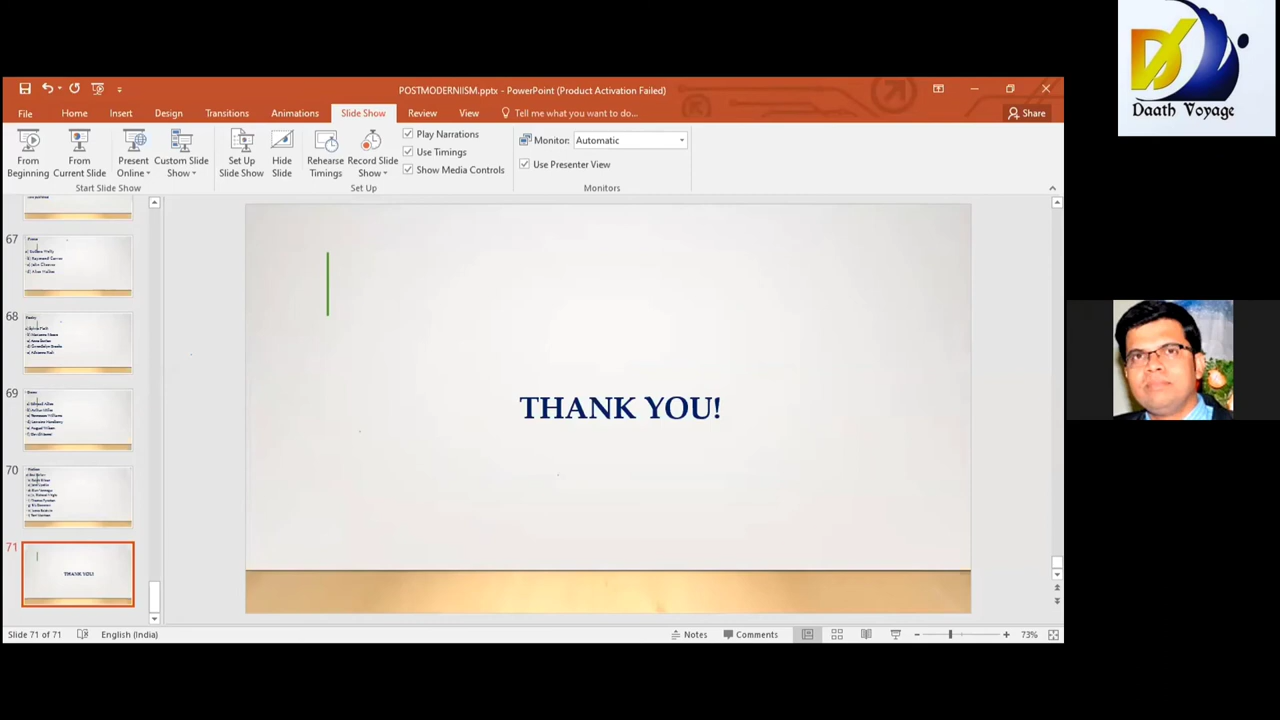 Daath Voyage
POSTMODERNIISM.pptx - PowerPoint (Product Activation Failed)
File Home Insert Design Transitions Animations Slide Show Review View Tell me what you want to do... Share
From Beginning
From Current Slide
Present Online
Custom Slide Show
Set Up Slide Show
Hide Slide
Rehearse Timings
Record Slide Show
Play Narrations
Use Timings
Show Media Controls
Monitor: Automatic
Use Presenter View
Start Slide Show Set Up Monitors
67
68
69
70
71
THANK YOU!
THANK YOU!
Slide 71 of 71 English (India) Notes Comments 73%